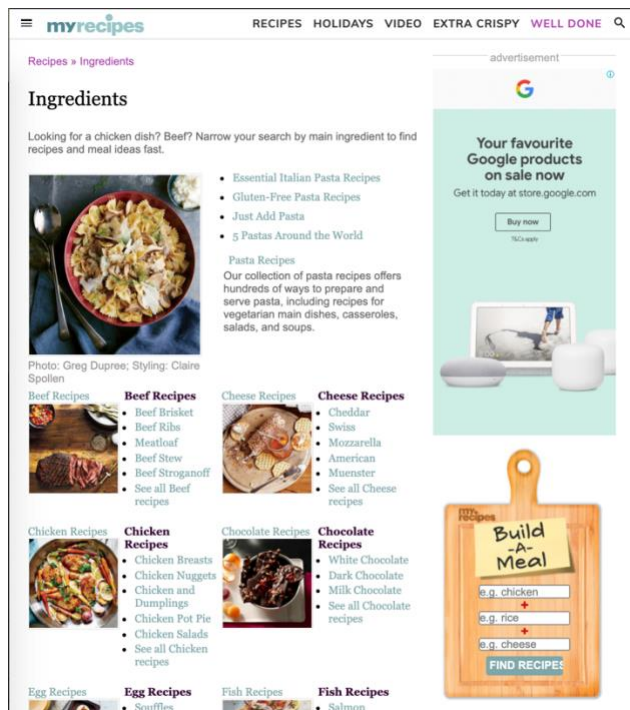 myrecipes
RECIPES HOLIDAYS VIDEO EXTRA CRISPY WELL DONE
Recipes » Ingredients
Ingredients
Looking for a chicken dish? Beef? Narrow your search by main ingredient to find
recipes and meal ideas fast.
Essential Italian Pasta Recipes
Gluten-Free Pasta Recipes
Just Add Pasta
5 Pastas Around the World
Pasta Recipes
Our collection of pasta recipes offers
hundreds of ways to prepare and
serve pasta, including recipes for
vegetarian main dishes, casseroles,
salads, and soups.
Photo: Greg Dupree; Styling: Claire
Spollen
Beef Recipes
Beef Recipes
Beef Brisket
Beef Ribs
Meatloaf
Beef Stew
Beef Stroganoff
See all Beef
recipes
Cheese Recipes
Cheese Recipes
Cheddar
Swiss
Mozzarella
American
Muenster
See all Cheese
recipes
Chicken Recipes
Chicken
Recipes
Chicken Breasts
Chicken Nuggets
Chicken and
Dumplings
Chicken Pot Pie
Chicken Salads
See all Chicken
recipes
Chocolate Recipes
Chocolate
Recipes
White Chocolate
Dark Chocolate
Milk Chocolate
See all Chocolate
recipes
Egg Recipes
Egg Recipes
Souffles
Fish Recipes
Fish Recipes
Salmon
advertisement
G
Your favourite
Google products
on sale now
Get it today at store.google.com
Buy now
T&Cs apply
my
recipes
Build
-A-
Meal
e.g. chicken
+
e.g. rice
+
e.g. cheese
FIND RECIPES